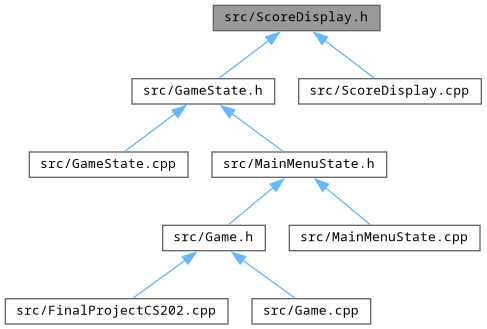 src/ScoreDisplay.h
src/GameState.h
src/ScoreDisplay.cpp
src/GameState.cpp
src/MainMenuState.h
src/Game.h
src/MainMenuState.cpp
src/FinalProjectCS202.cpp
src/Game.cpp